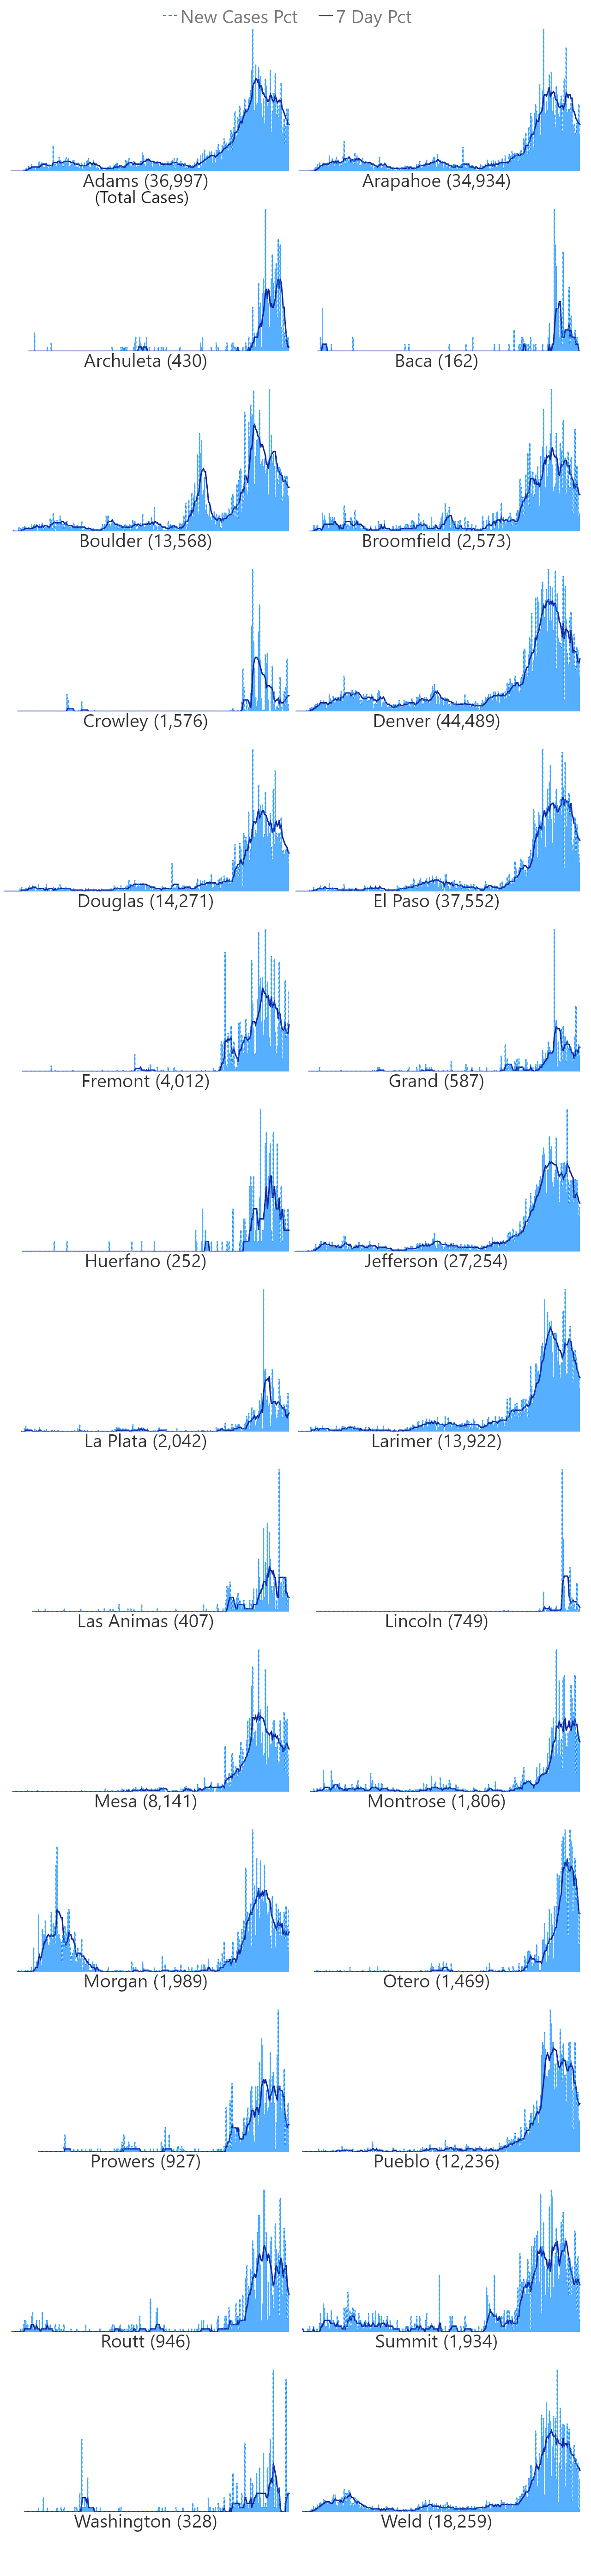 New Cases Pct 7 Day Pct
Adams (36,997) Arapahoe (34,934)
(Total Cases)
Archuleta (430) Baca (162)
Boulder (13,568) Broomfield (2,573)
Crowley (1,576) Denver (44,489)
Douglas (14,271) El Paso (37,552)
Fremont (4,012) Grand (587)
Huerfano (252) Jefferson (27,254)
La Plata (2,042) Larimer (13,922)
Las Animas (407) Lincoln (749)
Mesa (8,141) Montrose (1,806)
Morgan (1,989) Otero (1,469)
Prowers (927) Pueblo (12,236)
Routt (946) Summit (1,934)
Washington (328) Weld (18,259)